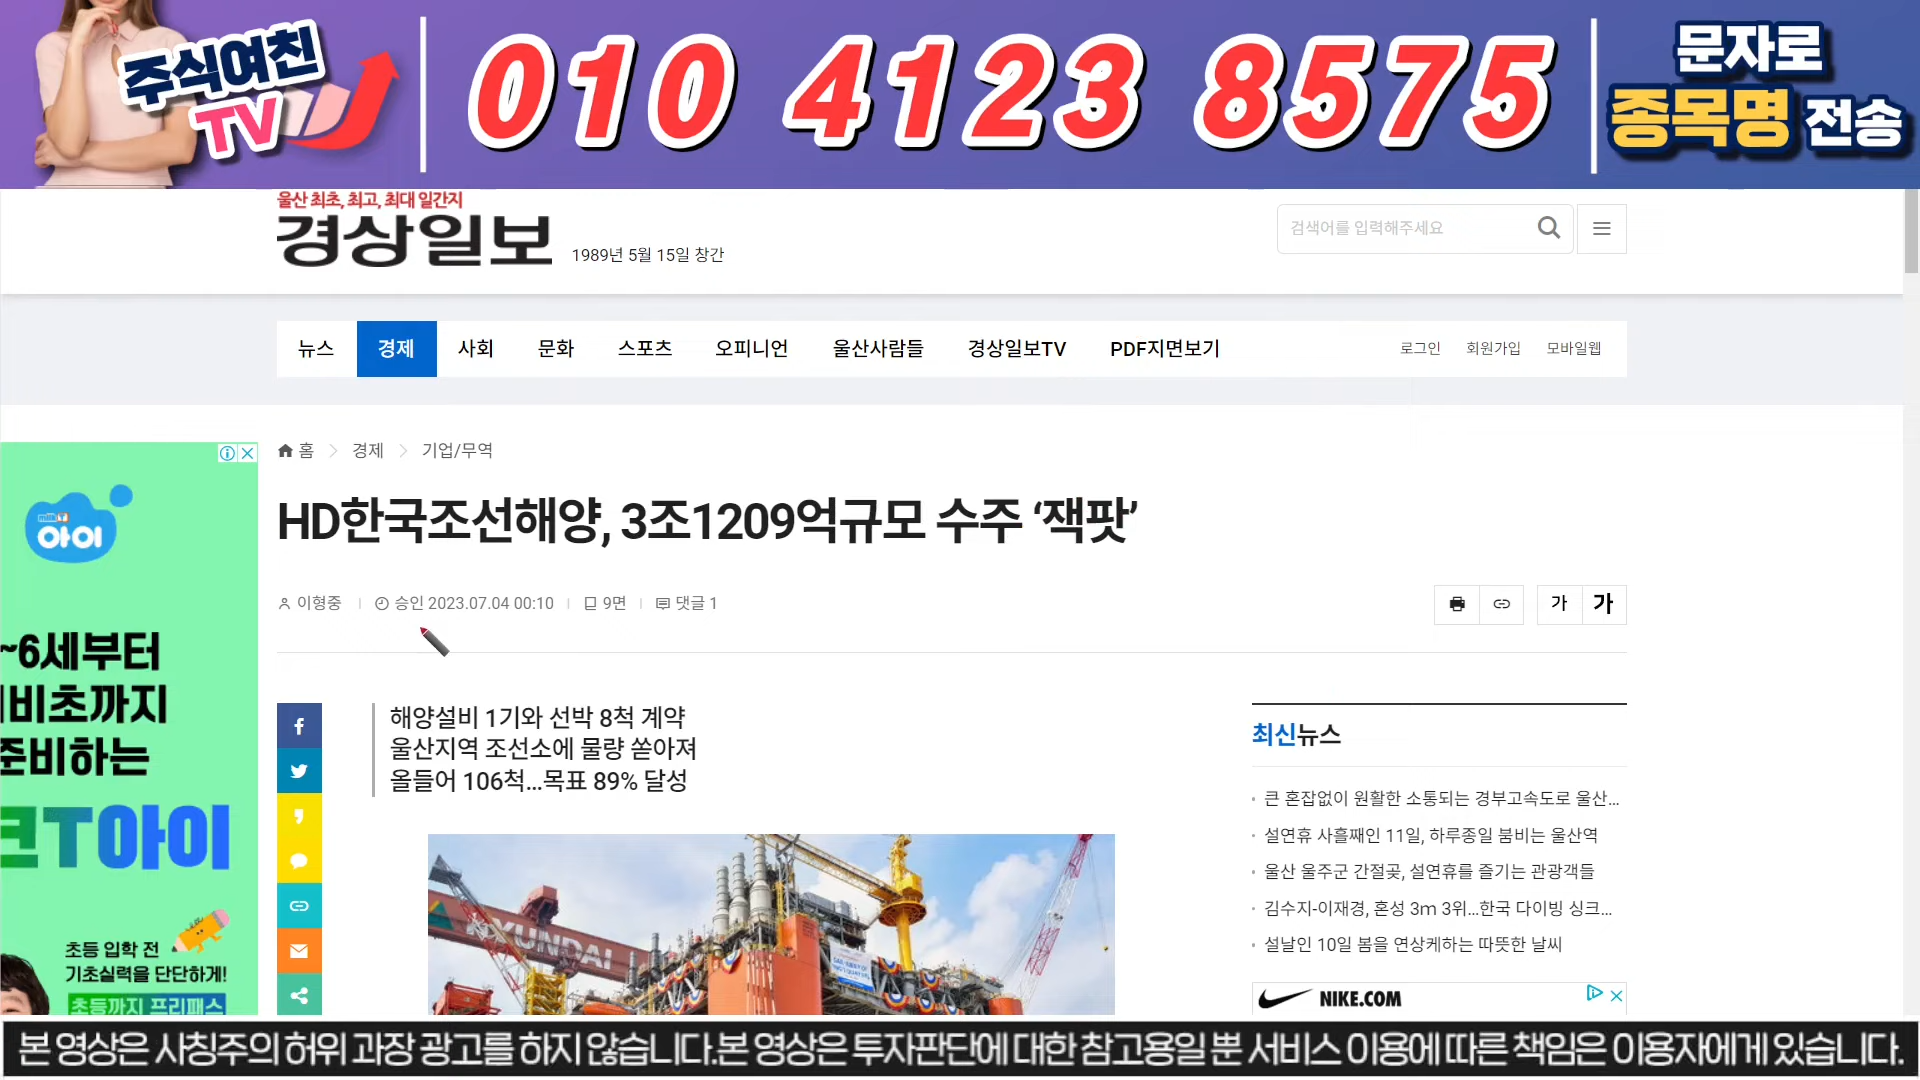 주식여친
TV
010 4123 8575
문자로
종목명 전송
울산 최초, 최고, 최대 일간지
경상일보
1989년 5월 15일 창간
검색어를 입력해주세요
뉴스
경제
사회
문화
스포츠
오피니언
울산사람들
경상일보TV
PDF지면보기
로그인
회원가입
모바일웹
홈
경제
기업/무역
HD한국조선해양, 3조1209억규모 수주 ‘잭팟’
이형중
승인 2023.07.04 00:10
9면
댓글 1
가
가
milkT
아이
~6세부터
비초까지
준비하는
크T아이
초등 입학 전
기초실력을 단단하게!
초등까지 프리패스
해양설비 1기와 선박 8척 계약
울산지역 조선소에 물량 쏟아져
올들어 106척…목표 89% 달성
HYUNDAI
최신뉴스
· 큰 혼잡없이 원활한 소통되는 경부고속도로 울산...
· 설연휴 사흘째인 11일, 하루종일 붐비는 울산역
· 울산 울주군 간절곶, 설연휴를 즐기는 관광객들
· 김수지-이재경, 혼성 3m 3위…한국 다이빙 싱크...
· 설날인 10일 봄을 연상케하는 따뜻한 날씨
NIKE.COM
본 영상은 사칭주의 허위 과장 광고를 하지 않습니다.본 영상은 투자판단에 대한 참고용일 뿐 서비스 이용에 따른 책임은 이용자에게 있습니다.